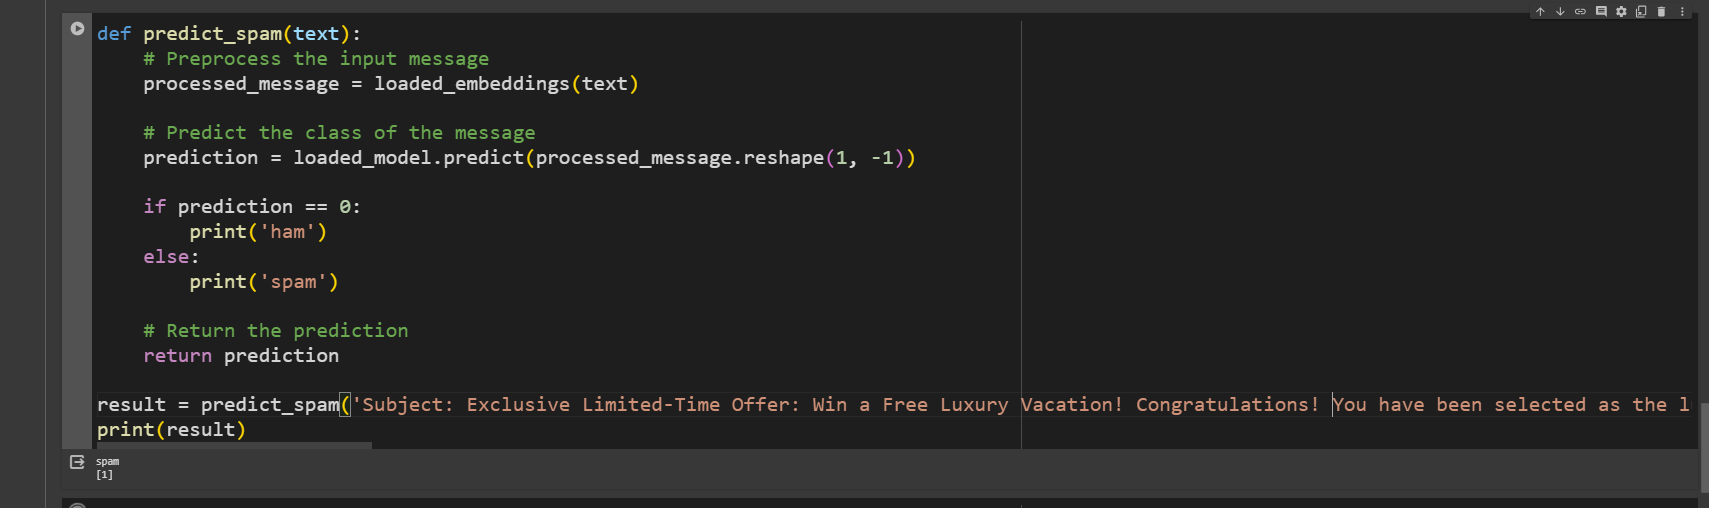 def predict_spam(text):
    # Preprocess the input message
    processed_message = loaded_embeddings(text)
    # Predict the class of the message
    prediction = loaded_model.predict(processed_message.reshape(1, -1))
    if prediction == 0:
        print('ham')
    else:
        print('spam')
    # Return the prediction
    return prediction
result = predict_spam('Subject: Exclusive Limited-Time Offer: Win a Free Luxury Vacation! Congratulations! You have been selected as the l
print(result)
spam
[1]